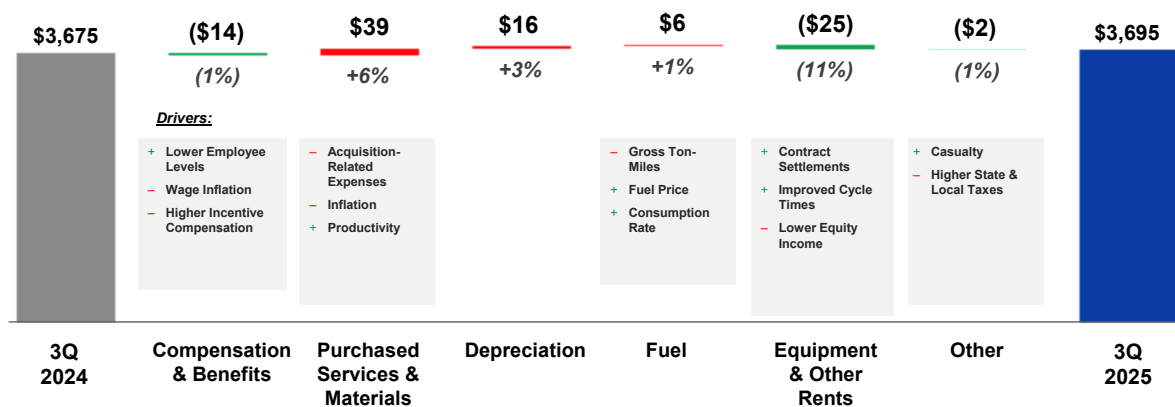 $3,675
($14)
(1%)
$39
+6%
$16
+3%
$6
+1%
($25)
(11%)
($2)
(1%)
$3,695
Drivers:
+ Lower Employee
Levels
– Wage Inflation
– Higher Incentive
Compensation
– Acquisition-
Related
Expenses
– Inflation
+ Productivity
– Gross Ton-
Miles
+ Fuel Price
+ Consumption
Rate
+ Contract
Settlements
+ Improved Cycle
Times
– Lower Equity
Income
+ Casualty
– Higher State &
Local Taxes
3Q
2024
Compensation
& Benefits
Purchased
Services &
Materials
Depreciation
Fuel
Equipment
& Other
Rents
Other
3Q
2025